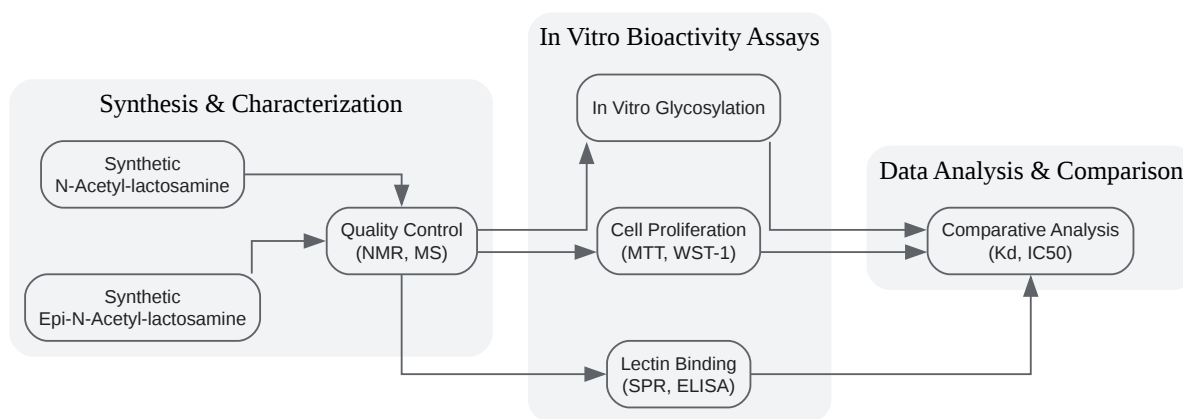 Synthesis & Characterization
Synthetic
N-Acetyl-lactosamine
Synthetic
Epi-N-Acetyl-lactosamine
Quality Control
(NMR, MS)
In Vitro Bioactivity Assays
In Vitro Glycosylation
Cell Proliferation
(MTT, WST-1)
Lectin Binding
(SPR, ELISA)
Data Analysis & Comparison
Comparative Analysis
(Kd, IC50)